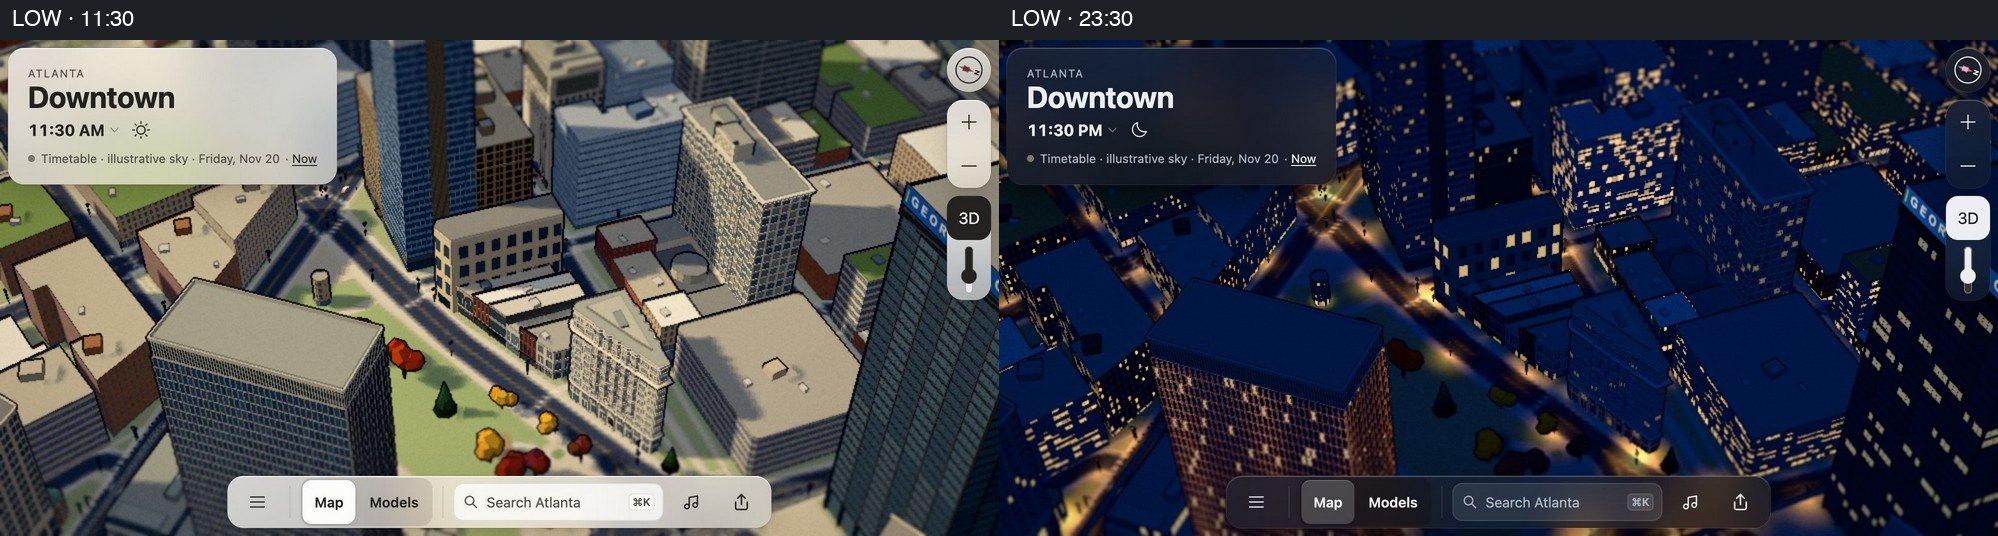 LOW · 11:30
ATLANTA
Downtown
11:30 AM
Timetable · illustrative sky · Friday, Nov 20 · Now
N
3D
GEOR
Map Models Search Atlanta ⌘K
LOW · 23:30
ATLANTA
Downtown
11:30 PM
Timetable · illustrative sky · Friday, Nov 20 · Now
N
3D
GEOR
Map Models Search Atlanta ⌘K